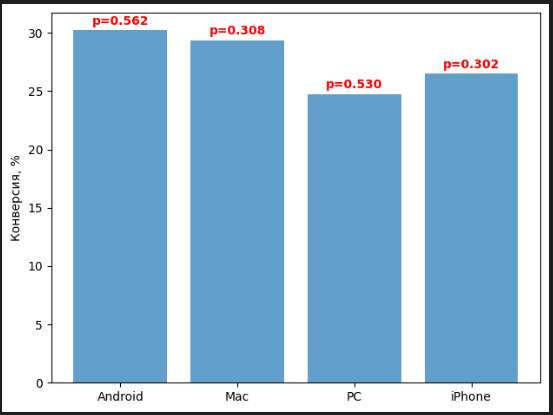 p=0.562
p=0.308
p=0.530
p=0.302
Конверсия, %
30
25
20
15
10
5
0
Android
Mac
PC
iPhone